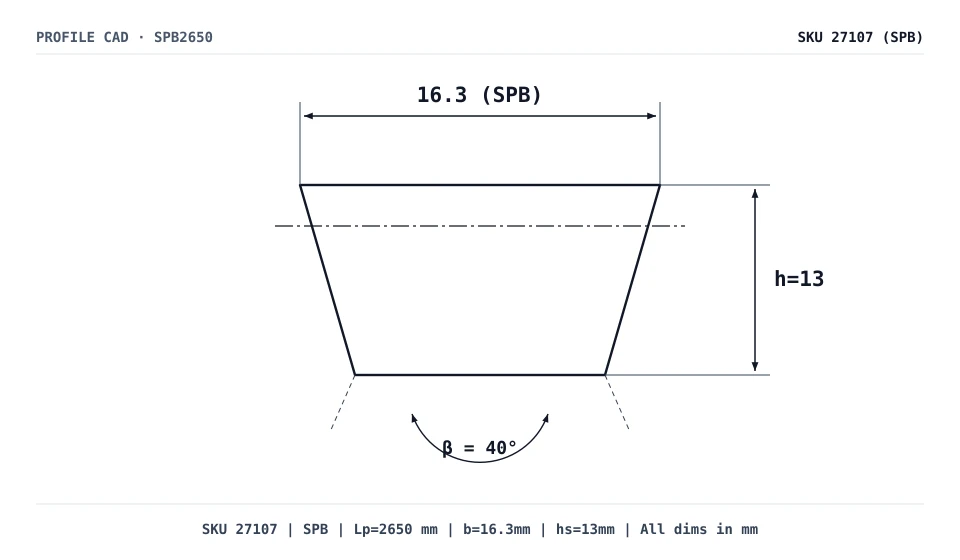 PROFILE CAD · SPB2650
SKU 27107 (SPB)
16.3 (SPB)
h=13
β = 40°
SKU 27107 | SPB | Lp=2650 mm | b=16.3mm | hs=13mm | All dims in mm